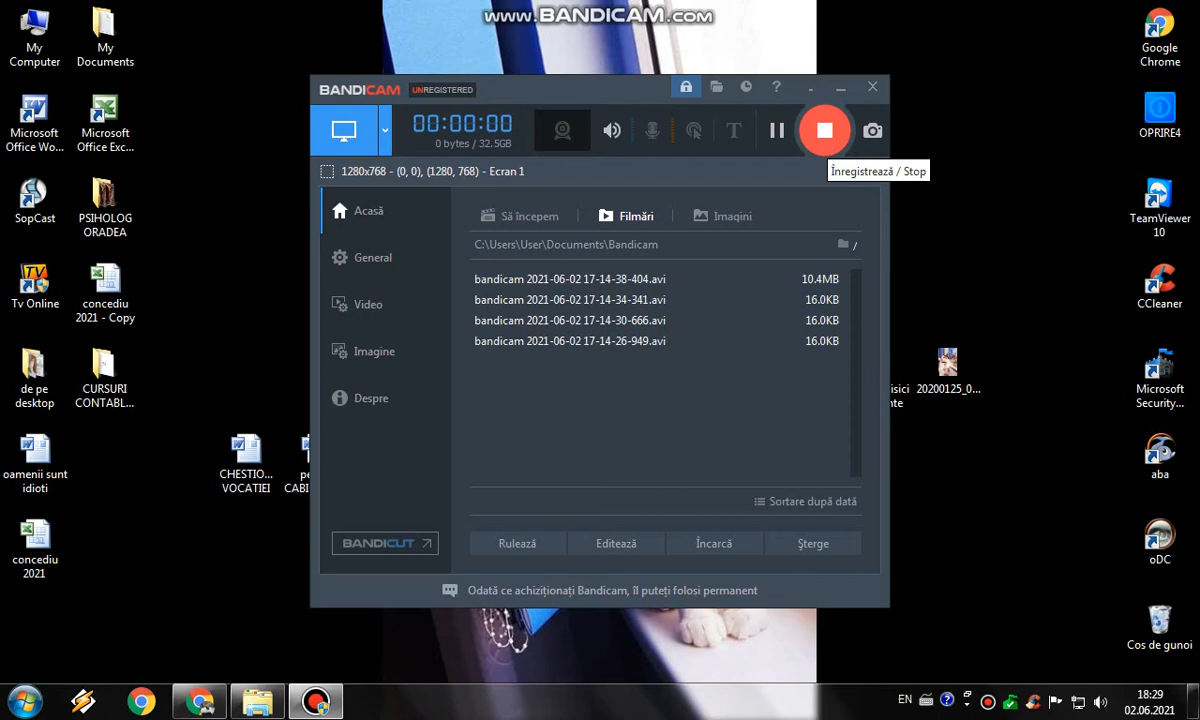 www.BANDICAM.COM
My Computer
My Documents
Microsoft Office Wo...
Microsoft Office Exc...
SopCast
PSIHOLOG ORADEA
Tv Online
concediu 2021 - Copy
de pe desktop
CURSURI CONTABL...
oamenii sunt idioti
CHESTIO... VOCATIEI
concediu 2021
BANDICAM UNREGISTERED
00:00:00
0 bytes / 32.5GB
Înregistrează / Stop
1280x768 - (0, 0), (1280, 768) - Ecran 1
Acasă
General
Video
Imagine
Despre
BANDICUT
Să începem
Filmări
Imagini
C:\Users\User\Documents\Bandicam
/
bandicam 2021-06-02 17-14-38-404.avi 10.4MB
bandicam 2021-06-02 17-14-34-341.avi 16.0KB
bandicam 2021-06-02 17-14-30-666.avi 16.0KB
bandicam 2021-06-02 17-14-26-949.avi 16.0KB
Sortare după dată
Rulează
Editează
Încarcă
Șterge
Odată ce achiziționați Bandicam, îl puteți folosi permanent
20200125_0...
Google Chrome
OPRIRE4
TeamViewer 10
CCleaner
Microsoft Security...
aba
oDC
Cos de gunoi
EN
18:29
02.06.2021